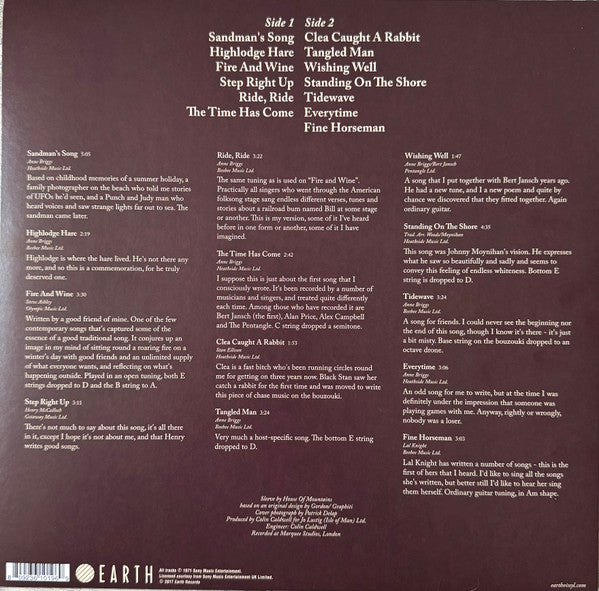 Side 1
Sandman's Song
Highlodge Hare
Fire And Wine
Step Right Up
Ride, Ride
The Time Has Come
Side 2
Clea Caught A Rabbit
Tangled Man
Wishing Well
Standing On The Shore
Tidewave
Everytime
Fine Horseman
Sandman's Song 5:05
Anne Briggs
Heathside Music Ltd.
Based on childhood memories of a summer holiday, a
family photographer on the beach who told me stories
of UFOs he'd seen, and a Punch and Judy man who
heard voices and saw strange lights far out to sea. The
sandman came later.
Highlodge Hare 2:19
Anne Briggs
Beebee Music Ltd.
Highlodge is where the hare lived. He's not there any
more, and so this is a commemoration, for he truly
deserved one.
Fire And Wine 3:30
Steve Ashley
Olympic Music Ltd.
Written by a good friend of mine. One of the few
contemporary songs that's captured some of the
essence of a good traditional song. It conjures up an
image in my mind of sitting round a roaring fire on a
winter's day with good friends and an unlimited supply
of what everyone wants, and reflecting on what's
happening outside. Played in an open tuning, both E
strings dropped to D and the B string to A.
Step Right Up 3:11
Henry McCulloch
Getaway Music Ltd.
There's not much to say about this song, it's all there
in it, except I hope it's not about me, and that Henry
writes good songs.
Ride, Ride 3:22
Anne Briggs
Beebee Music Ltd.
The same tuning as is used on "Fire and Wine".
Practically all singers who went through the American
folksong stage sang endless different verses, tunes and
stories about a railroad bum named Bill at some stage
or another. This is my version, some of it I've heard
before in one form or another, some of it I have
imagined.
The Time Has Come 2:42
Anne Briggs
Heathside Music Ltd.
I suppose this is just about the first song that I
consciously wrote. It's been recorded by a number of
musicians and singers, and treated quite differently
each time. Among those who have recorded it are
Bert Jansch (the first), Alan Price, Alex Campbell
and The Pentangle. C string dropped a semitone.
Clea Caught A Rabbit 1:53
Stan Ellison
Heathside Music Ltd.
Clea is a fast bitch who's been running circles round
me for getting on three years now. Black Stan saw her
catch a rabbit for the first time and was moved to write
this piece of chase music on the bouzouki.
Tangled Man 3:24
Anne Briggs
Beebee Music Ltd.
Very much a host-specific song. The bottom E string
dropped to D.
Wishing Well 1:47
Anne Briggs/Bert Jansch
Pentangle Ltd.
A song that I put together with Bert Jansch years ago.
He had a new tune, and I a new poem and quite by
chance we discovered that they fitted together. Again
ordinary guitar.
Standing On The Shore 4:35
Trad. Arr. Woods/Moynihan
Heathside Music Ltd.
This song was Johnny Moynihan's vision. He expresses
what he saw so beautifully and sadly and seems to
convey this feeling of endless whiteness. Bottom E
string is dropped to D.
Tidewave 3:24
Anne Briggs
Beebee Music Ltd.
A song for friends. I could never see the beginning nor
the end of this song, though I know it's there - it's just
a bit misty. Base string on the bouzouki dropped to an
octave drone.
Everytime 3:06
Anne Briggs
Heathside Music Ltd.
An odd song for me to write, but at the time I was
definitely under the impression that someone was
playing games with me. Anyway, rightly or wrongly,
nobody was a loser.
Fine Horseman 3:03
Lal Knight
Beebee Music Ltd.
Lal Knight has written a number of songs - this is the
first of hers that I heard. I'd like to sing all the songs
she's written, but better still I'd like to hear her sing
them herself. Ordinary guitar tuning, in Am shape.
Sleeve by House Of Mountains
based on an original design by Gordon/ Graphiti
Cover photograph by Patrick Delap
Produced by Colin Caldwell for Jo Lustig (Isle of Man) Ltd.
Engineer: Colin Caldwell
Recorded at Marquee Studios, London
EARTH
All tracks ℗ 1971 Sony Music Entertainment.
Licensed courtesy from Sony Music Entertainment UK Limited.
© 2017 Earth Records
earthvinyl.com